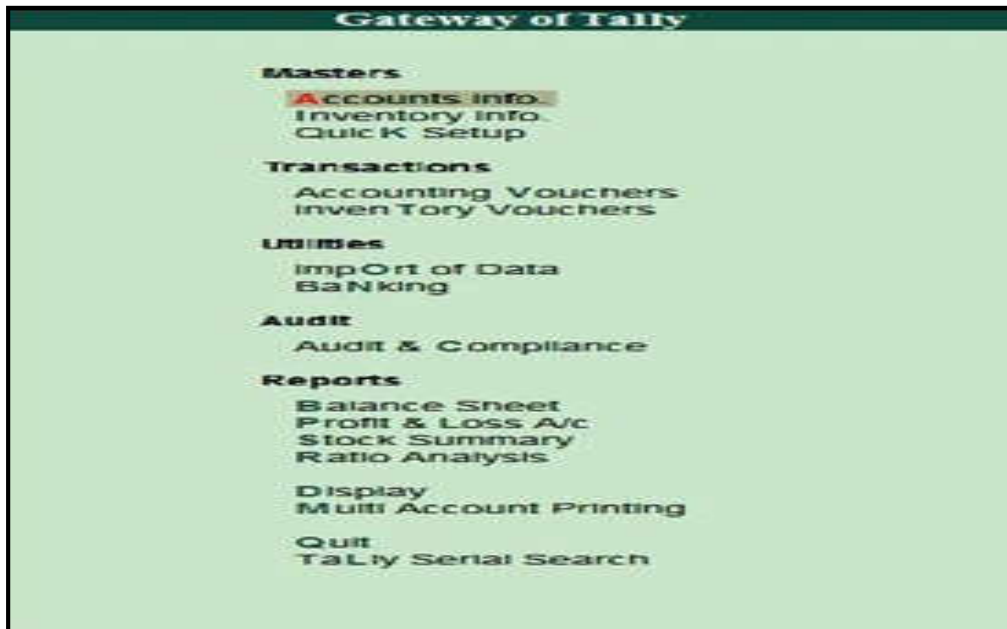 Gateway of Tally
Masters
Accounts Info.
Inventory Info.
QuicK Setup
Transactions
Accounting Vouchers
InvenTory Vouchers
Utilities
ImpOrt of Data
BaNking
Audit
Audit & Compliance
Reports
Balance Sheet
Profit & Loss A/c
Stock Summary
Ratio Analysis
Display
Multi Account Printing
Quit
TaLly Serial Search